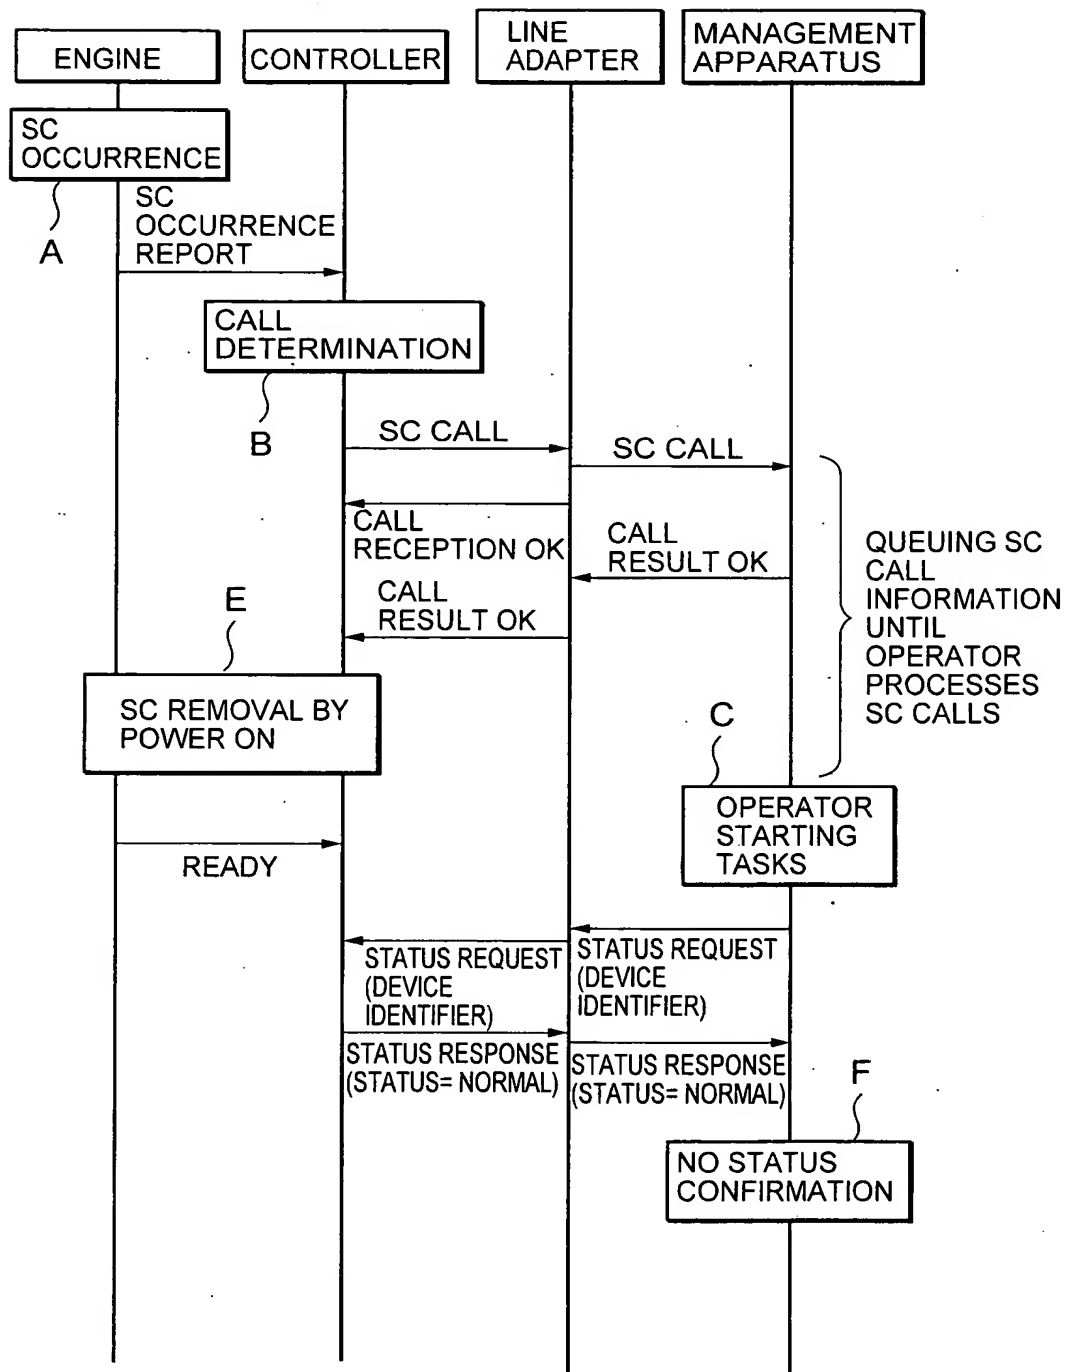 ENGINE
CONTROLLER
LINE
ADAPTER
MANAGEMENT
APPARATUS
SC
OCCURRENCE
A
SC
OCCURRENCE
REPORT
CALL
DETERMINATION
B
SC CALL
SC CALL
CALL
RECEPTION OK
CALL
RESULT OK
CALL
RESULT OK
QUEUING SC
CALL
INFORMATION
UNTIL
OPERATOR
PROCESSES
SC CALLS
E
SC REMOVAL BY
POWER ON
C
OPERATOR
STARTING
TASKS
READY
STATUS REQUEST
(DEVICE
IDENTIFIER)
STATUS REQUEST
(DEVICE
IDENTIFIER)
STATUS RESPONSE
(STATUS= NORMAL)
STATUS RESPONSE
(STATUS= NORMAL)
F
NO STATUS
CONFIRMATION